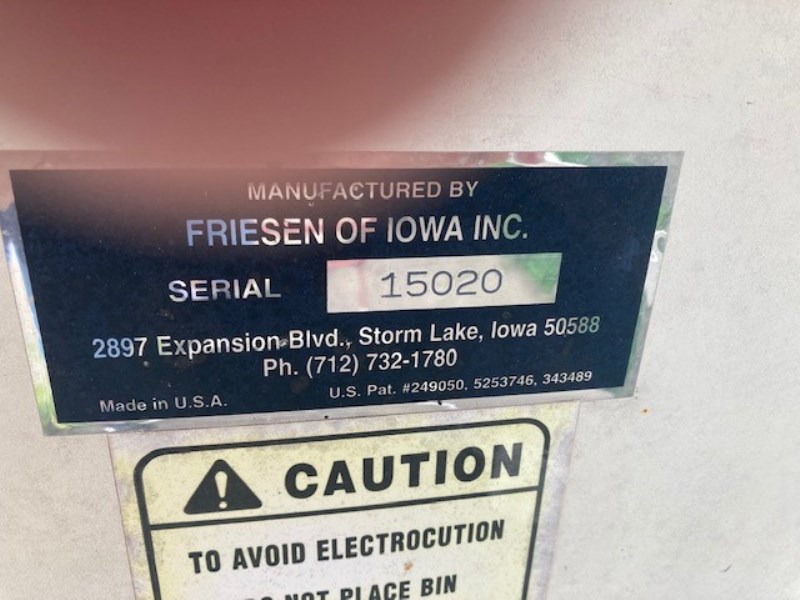 MANUFACTURED BY
FRIESEN OF IOWA INC.
SERIAL 15020
2897 Expansion Blvd., Storm Lake, Iowa 50588
Ph. (712) 732-1780
Made in U.S.A. U.S. Pat. #249050, 5253746, 343489
CAUTION
TO AVOID ELECTROCUTION
DO NOT PLACE BIN